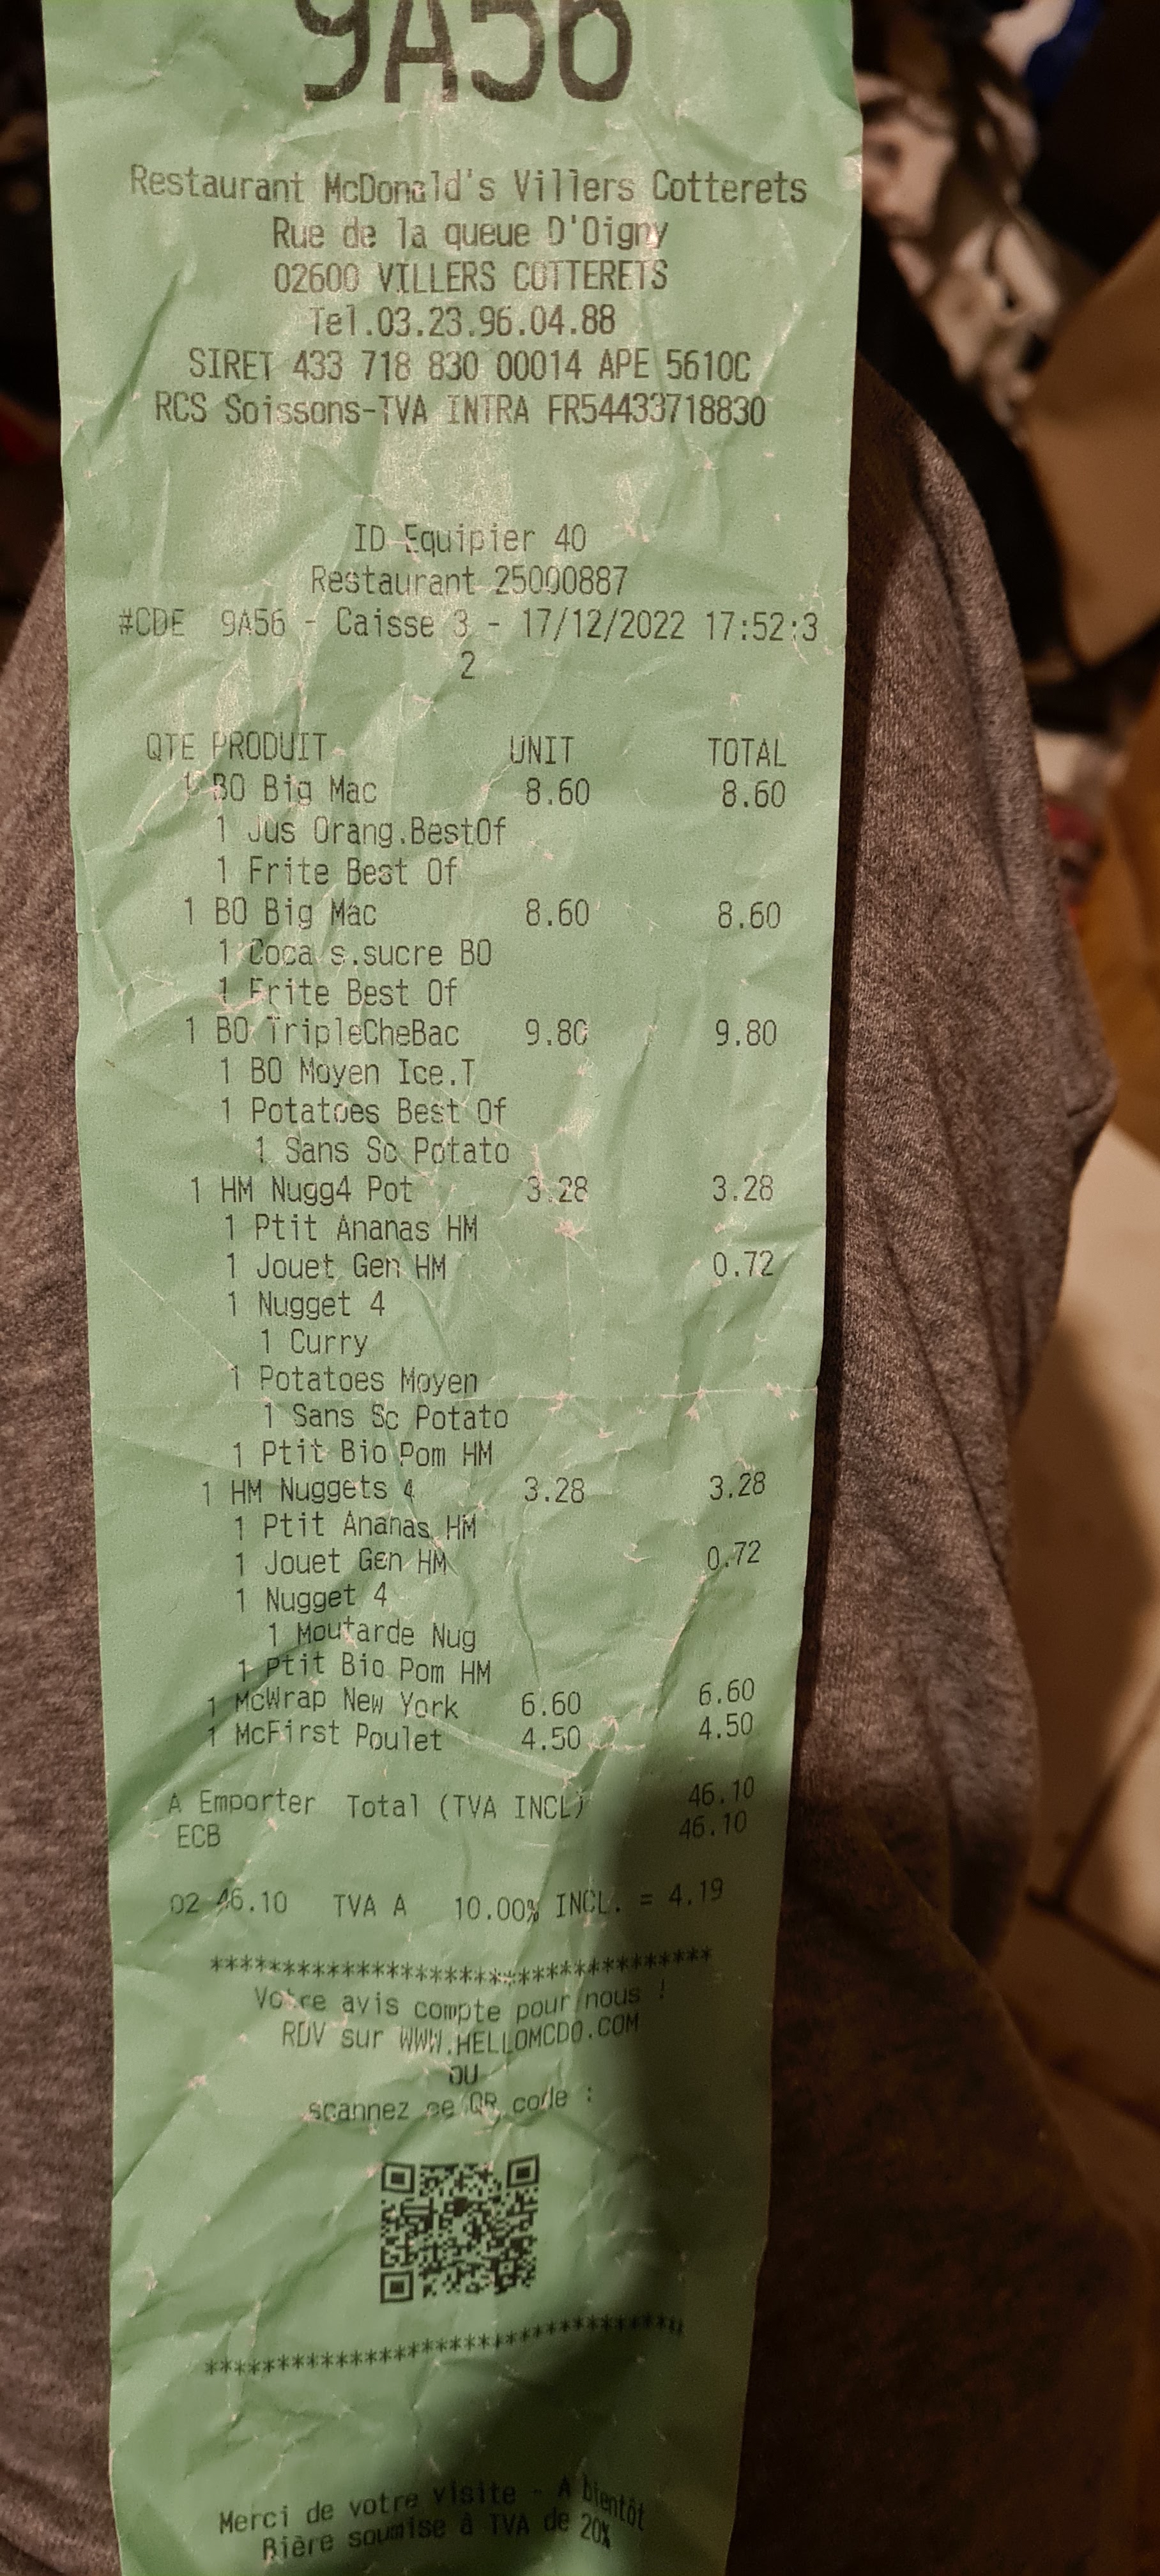 9A56
Restaurant McDonald's Villers Cotterets
Rue de la queue D'Oigny
02600 VILLERS COTTERETS
Tel.03.23.96.04.88
SIRET 433 718 830 00014 APE 5610C
RCS Soissons-TVA INTRA FR54433718830
ID Equipier 40
Restaurant 25000887
#CDE 9A56 - Caisse 3 - 17/12/2022 17:52:3
2
QTE PRODUIT UNIT TOTAL
1 BO Big Mac 8.60 8.60
1 Jus Orang.BestOf
1 Frite Best Of
1 BO Big Mac 8.60 8.60
1 Coca s.sucre BO
1 Frite Best Of
1 BO TripleCheBac 9.80 9.80
1 BO Moyen Ice.T
1 Potatoes Best Of
1 Sans Sc Potato
1 HM Nugg4 Pot 3.28 3.28
1 Ptit Ananas HM
1 Jouet Gen HM 0.72
1 Nugget 4
1 Curry
1 Potatoes Moyen
1 Sans Sc Potato
1 Ptit Bio Pom HM
1 HM Nuggets 4 3.28 3.28
1 Ptit Ananas HM
1 Jouet Gen HM 0.72
1 Nugget 4
1 Moutarde Nug
1 Ptit Bio Pom HM
1 McWrap New York 6.60 6.60
1 McFirst Poulet 4.50 4.50
A Emporter Total (TVA INCL) 46.10
ECB 46.10
02 46.10 TVA A 10.00% INCL. = 4.19
***********************************
Votre avis compte pour nous !
RDV sur WWW.HELLOMCDO.COM
OU
scannez ce QR code :
***********************************
Merci de votre visite - A bientôt
Bière soumise à TVA de 20%